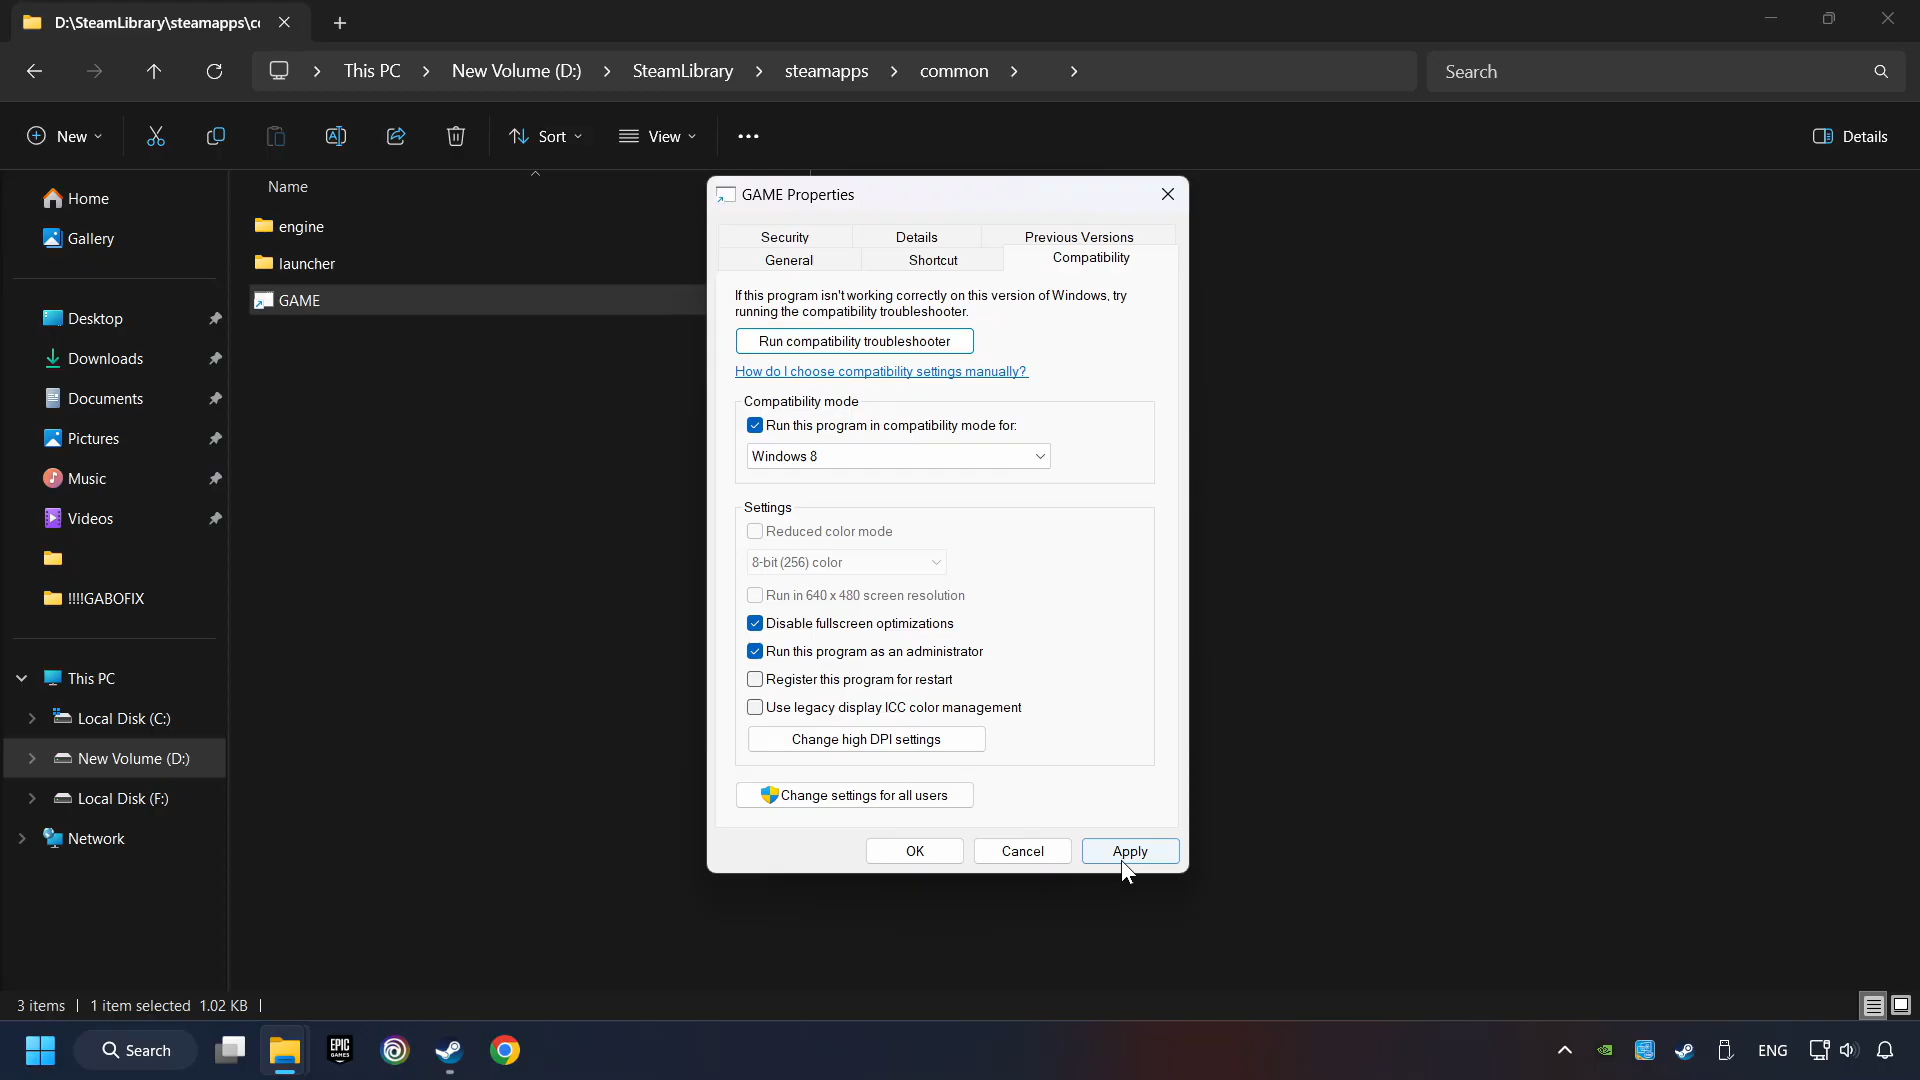 D:\SteamLibrary\steamapps\cc
This PC
New Volume (D:)
SteamLibrary
steamapps
common
Search
New
Sort
View
Details
Home
Gallery
Desktop
Downloads
Documents
Pictures
Music
Videos
!!!!GABOFIX
This PC
Local Disk (C:)
New Volume (D:)
Local Disk (F:)
Network
Name
engine
launcher
GAME
GAME Properties
Security Details Previous Versions
General Shortcut Compatibility
If this program isn't working correctly on this version of Windows, try
running the compatibility troubleshooter.
Run compatibility troubleshooter
How do I choose compatibility settings manually?
Compatibility mode
Run this program in compatibility mode for:
Windows 8
Settings
Reduced color mode
8-bit (256) color
Run in 640 x 480 screen resolution
Disable fullscreen optimizations
Run this program as an administrator
Register this program for restart
Use legacy display ICC color management
Change high DPI settings
Change settings for all users
OK Cancel Apply
3 items 1 item selected 1.02 KB
Search
EPIC
GAMES
ENG